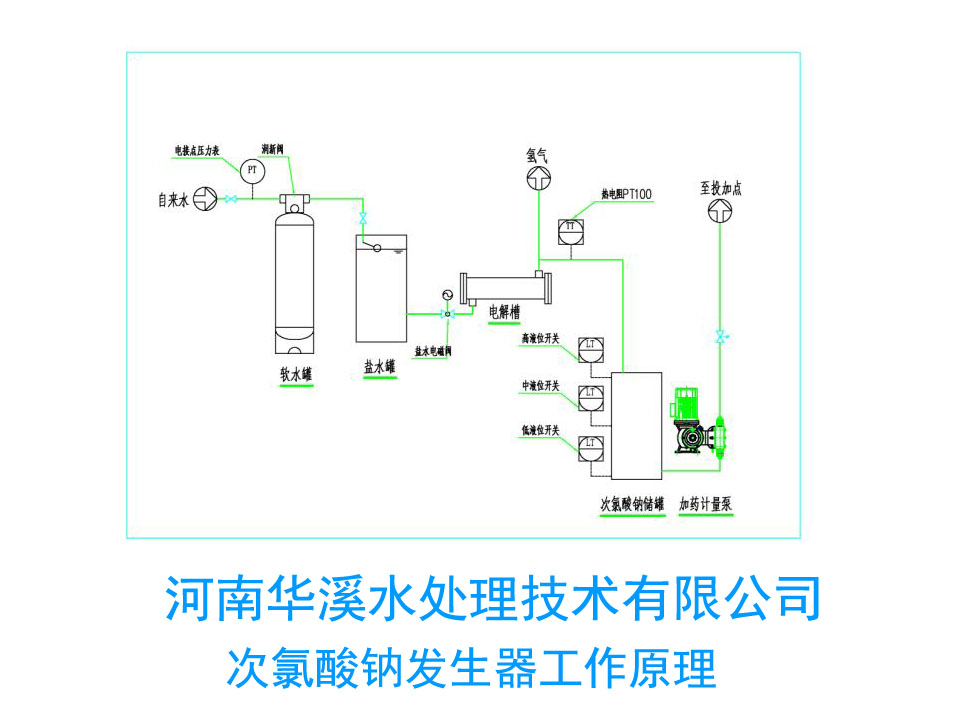 电接点压力表
润新阀
PT
自来水
氢气
热电阻PT100
TT
至投加点
电解槽
盐水电磁阀
高液位开关
LT
软水罐
盐水罐
中液位开关
LT
低液位开关
LT
次氯酸钠储罐
加药计量泵
河南华溪水处理技术有限公司
次氯酸钠发生器工作原理